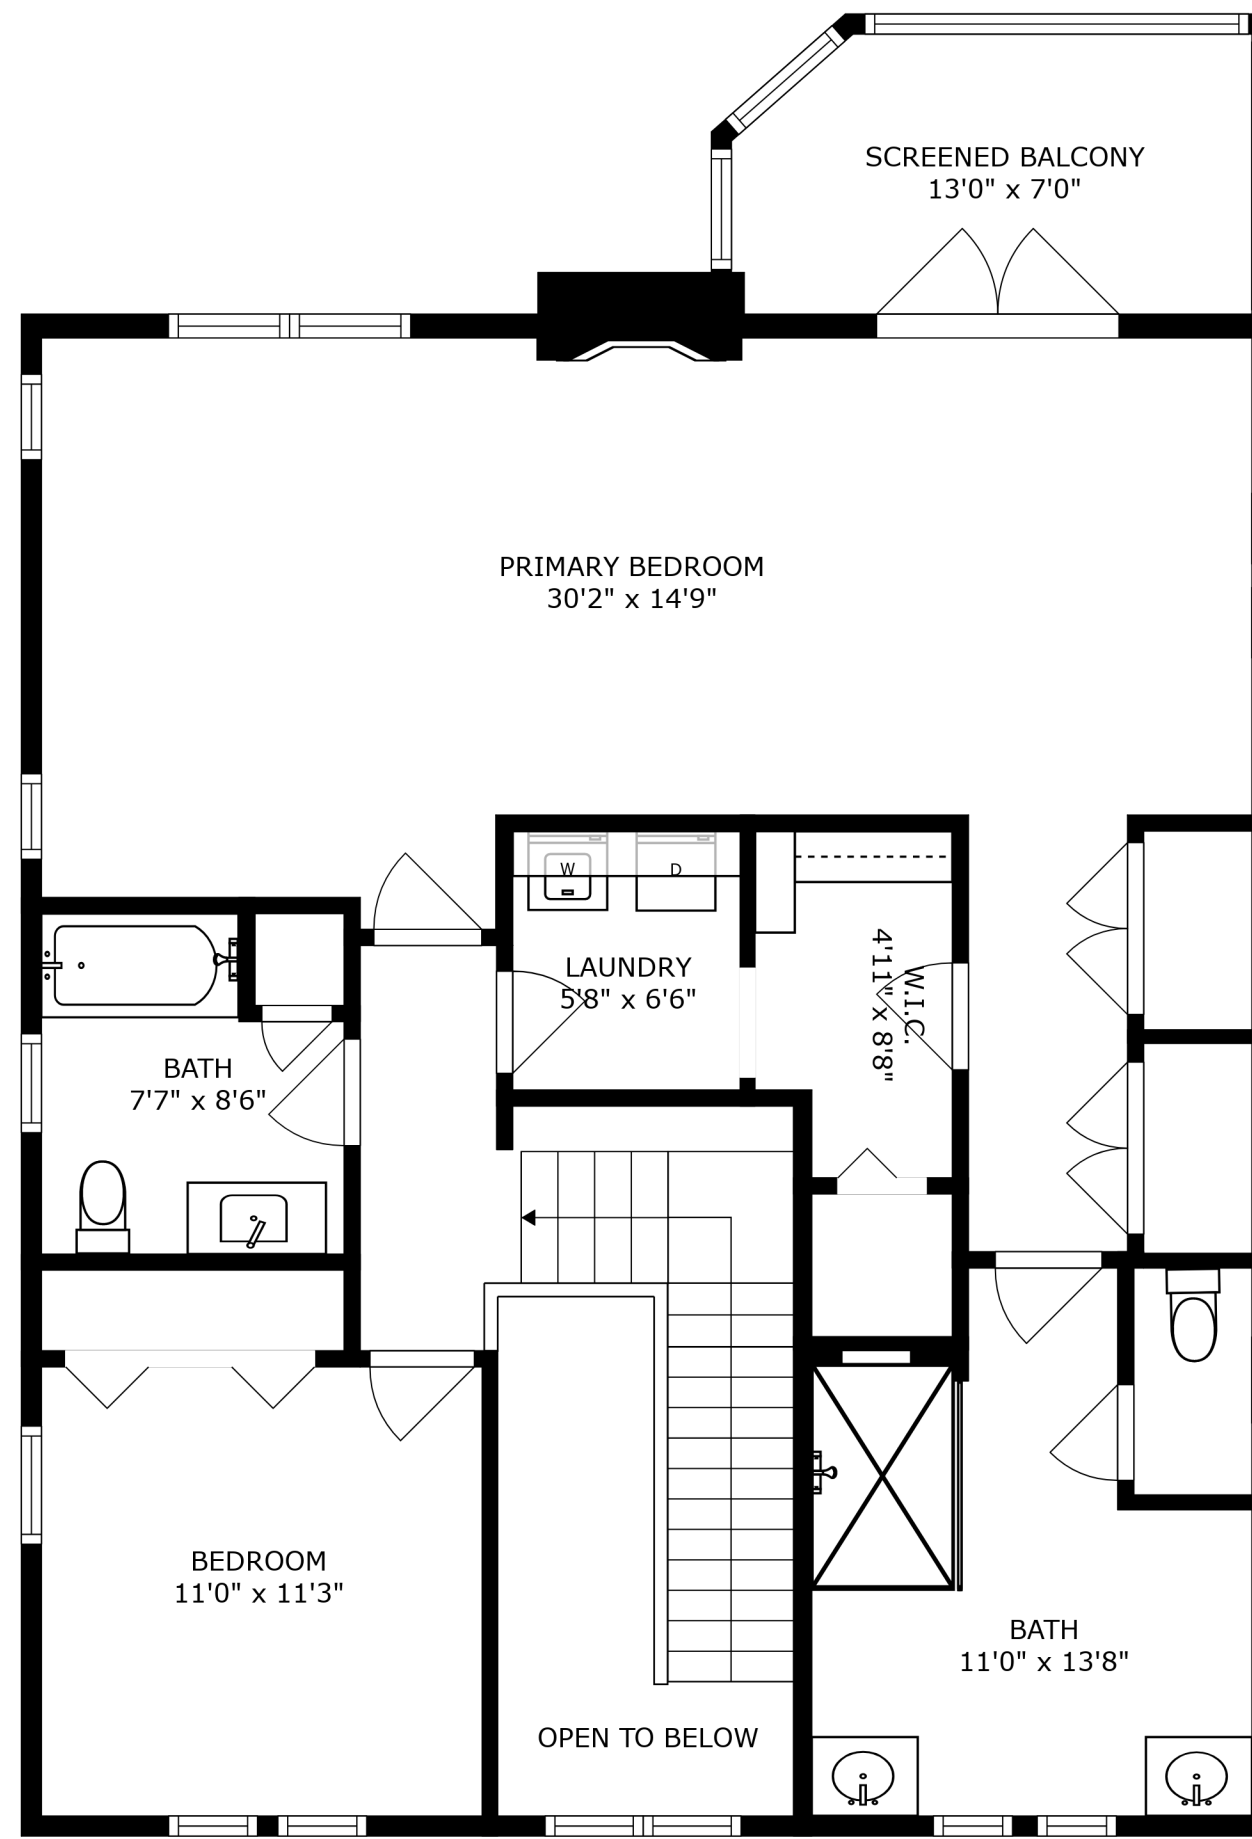 SCREENED BALCONY
13'0" x 7'0"
PRIMARY BEDROOM
30'2" x 14'9"
W
D
LAUNDRY
5'8" x 6'6"
W.I.C.
4'11" x 8'8"
BATH
7'7" x 8'6"
BEDROOM
11'0" x 11'3"
BATH
11'0" x 13'8"
OPEN TO BELOW